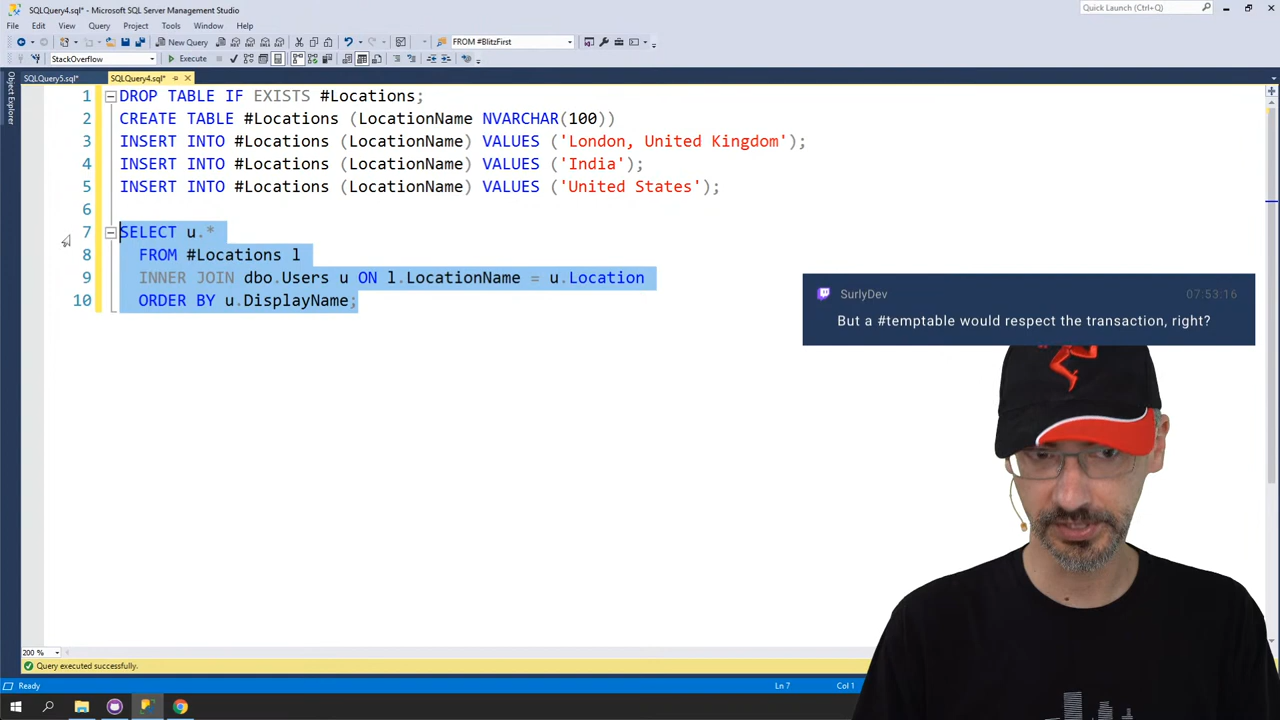 SQLQuery4.sql* - Microsoft SQL Server Management Studio
Quick Launch (Ctrl+Q)
File Edit View Query Project Tools Window Help
New Query
FROM #BlitzFirst
StackOverflow
Execute
SQLQuery5.sql*
SQLQuery4.sql*
Object Explorer
1 DROP TABLE IF EXISTS #Locations;
2 CREATE TABLE #Locations (LocationName NVARCHAR(100))
3 INSERT INTO #Locations (LocationName) VALUES ('London, United Kingdom');
4 INSERT INTO #Locations (LocationName) VALUES ('India');
5 INSERT INTO #Locations (LocationName) VALUES ('United States');
6
7 SELECT u.*
8 FROM #Locations l
9 INNER JOIN dbo.Users u ON l.LocationName = u.Location
10 ORDER BY u.DisplayName;
SurlyDev 07:53:16
But a #temptable would respect the transaction, right?
200 %
Query executed successfully.
Ready
Ln 7
Col 1